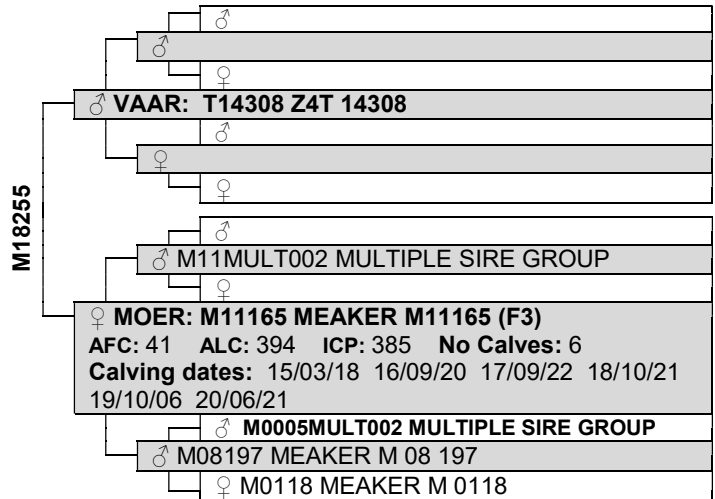 ♂
♂
♀
♂ VAAR: T14308 Z4T 14308
♂
♀
♀
M18255
♂
♂ M11MULT002 MULTIPLE SIRE GROUP
♀
♀ MOER: M11165 MEAKER M11165 (F3)
AFC: 41 ALC: 394 ICP: 385 No Calves: 6
Calving dates: 15/03/18 16/09/20 17/09/22 18/10/21
19/10/06 20/06/21
♂ M0005MULT002 MULTIPLE SIRE GROUP
♂ M08197 MEAKER M 08 197
♀ M0118 MEAKER M 0118